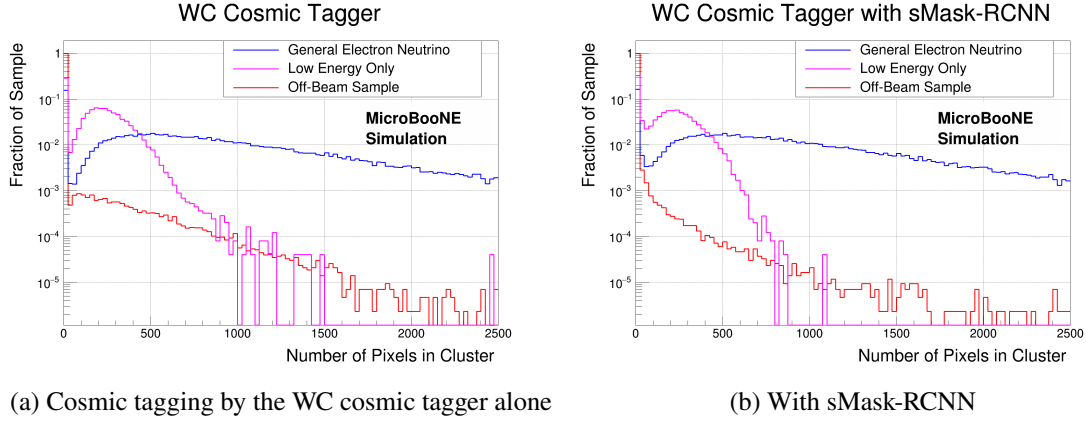 WC Cosmic Tagger
Fraction of Sample
1
10⁻¹
10⁻²
10⁻³
10⁻⁴
10⁻⁵
General Electron Neutrino
Low Energy Only
Off-Beam Sample
MicroBooNE
Simulation
0 500 1000 1500 2000 2500
Number of Pixels in Cluster
(a) Cosmic tagging by the WC cosmic tagger alone
WC Cosmic Tagger with sMask-RCNN
Fraction of Sample
1
10⁻¹
10⁻²
10⁻³
10⁻⁴
10⁻⁵
General Electron Neutrino
Low Energy Only
Off-Beam Sample
MicroBooNE
Simulation
0 500 1000 1500 2000 2500
Number of Pixels in Cluster
(b) With sMask-RCNN